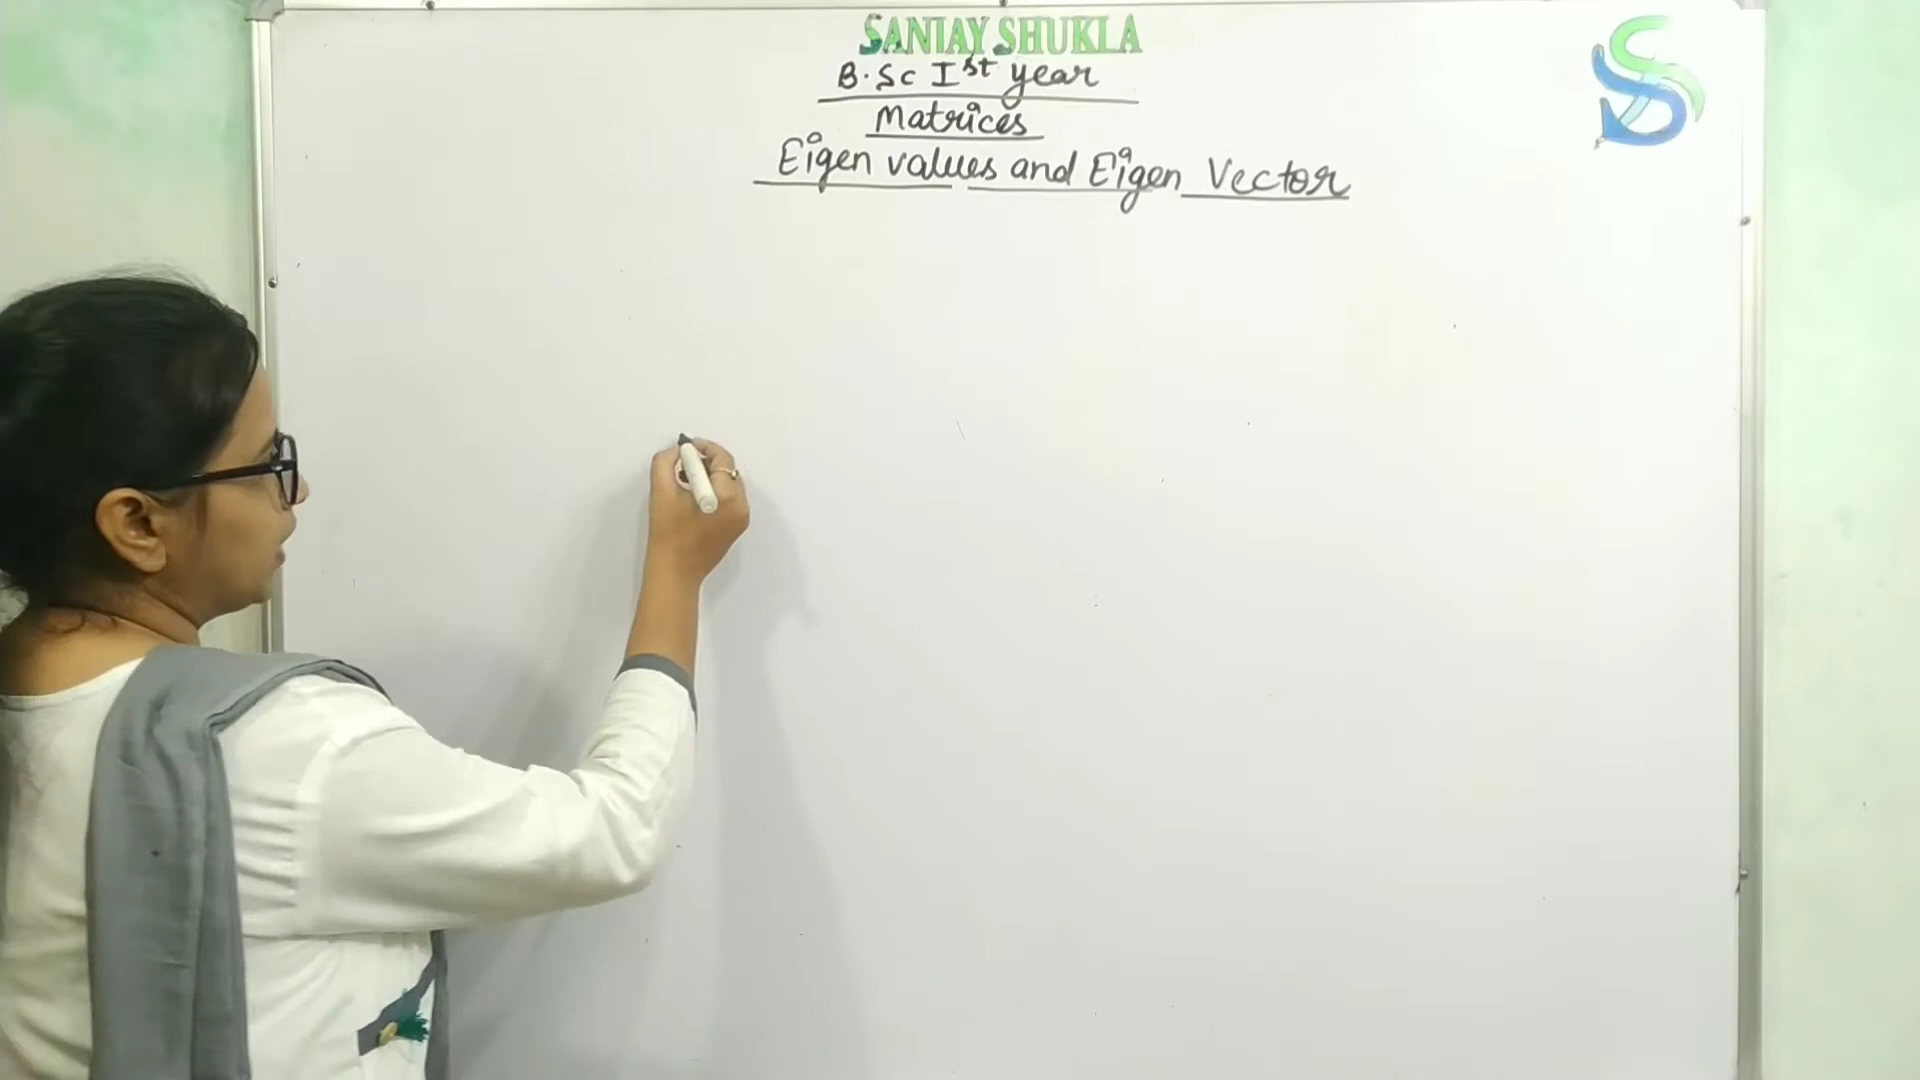 SANJAY SHUKLA
B.Sc Ist year
Matrices
Eigen values and Eigen Vector